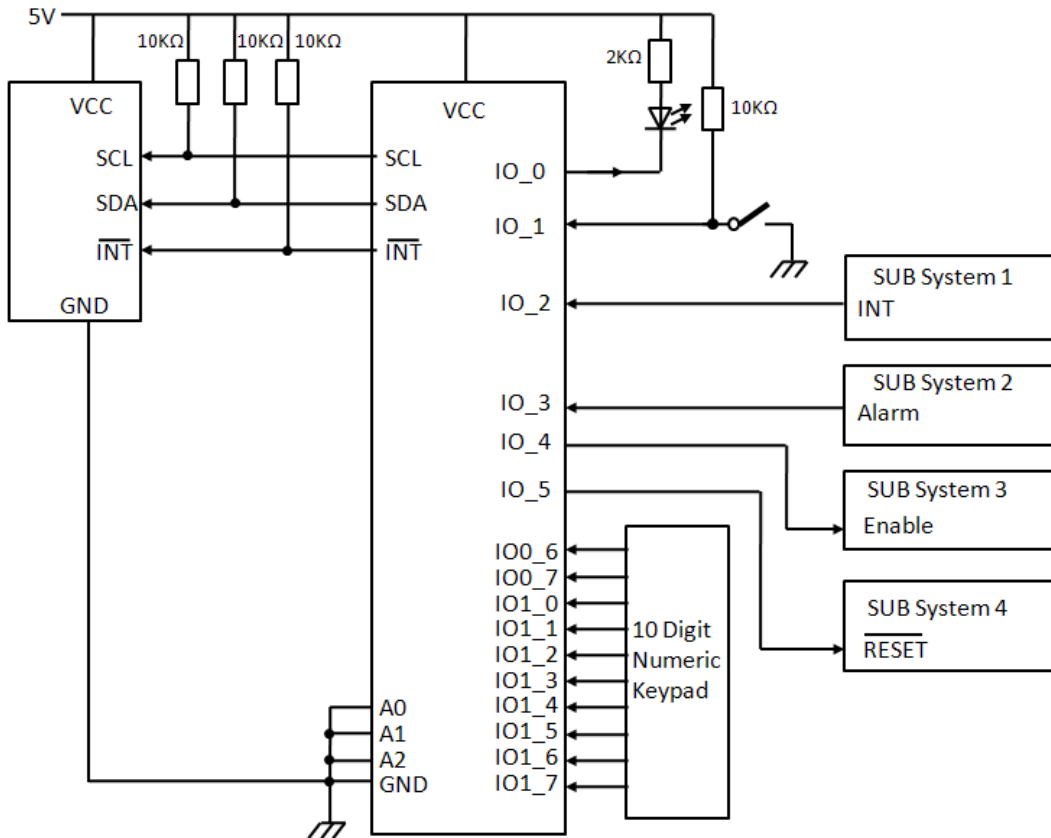 5V
10KΩ
10KΩ
10KΩ
2KΩ
10KΩ
VCC
SCL
SDA
INT
GND
VCC
SCL
SDA
INT
A0
A1
A2
GND
IO_0
IO_1
IO_2
IO_3
IO_4
IO_5
IO0_6
IO0_7
IO1_0
IO1_1
IO1_2
IO1_3
IO1_4
IO1_5
IO1_6
IO1_7
10 Digit
Numeric
Keypad
SUB System 1
INT
SUB System 2
Alarm
SUB System 3
Enable
SUB System 4
RESET